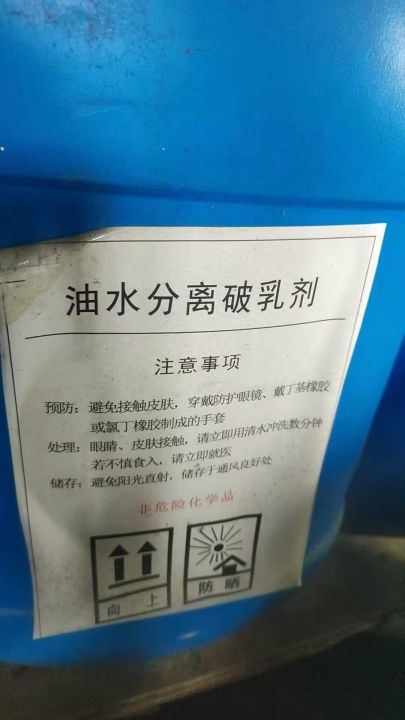 油水分离破乳剂
注意事项
预防：避免接触皮肤，穿戴防护眼镜、戴丁基橡胶
或氯丁橡胶制成的手套
处理：眼睛、皮肤接触，请立即用清水冲洗数分钟
若不慎食入，请立即就医
储存：避免阳光直射，储存于通风良好处
非危险化学品
向上
防晒